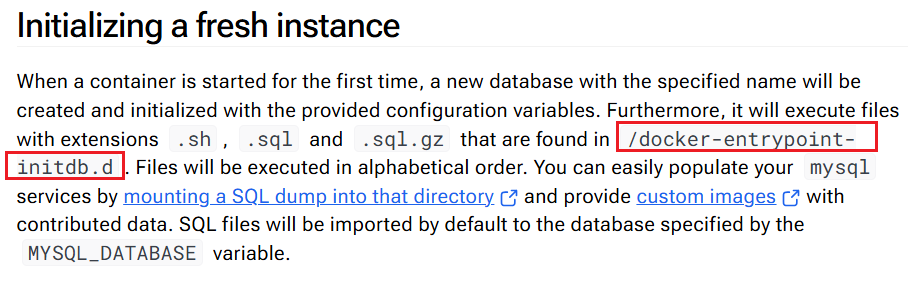 Initializing a fresh instance
When a container is started for the first time, a new database with the specified name will be
created and initialized with the provided configuration variables. Furthermore, it will execute files
with extensions .sh , .sql and .sql.gz that are found in /docker-entrypoint-
initdb.d . Files will be executed in alphabetical order. You can easily populate your mysql
services by mounting a SQL dump into that directory and provide custom images with
contributed data. SQL files will be imported by default to the database specified by the
MYSQL_DATABASE variable.